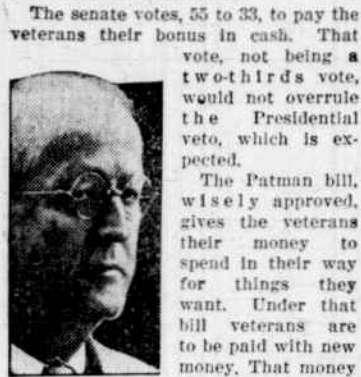 The senate votes, 55 to 33, to pay the
veterans their bonus in cash. That
vote, not being a
two-thirds vote,
would not overrule
the Presidential
veto, which is ex-
pected.
The Patman bill,
wisely approved,
gives the veterans
their money to
spend in their way
for things they
want. Under that
bill veterans are
to be paid with new
money. That money